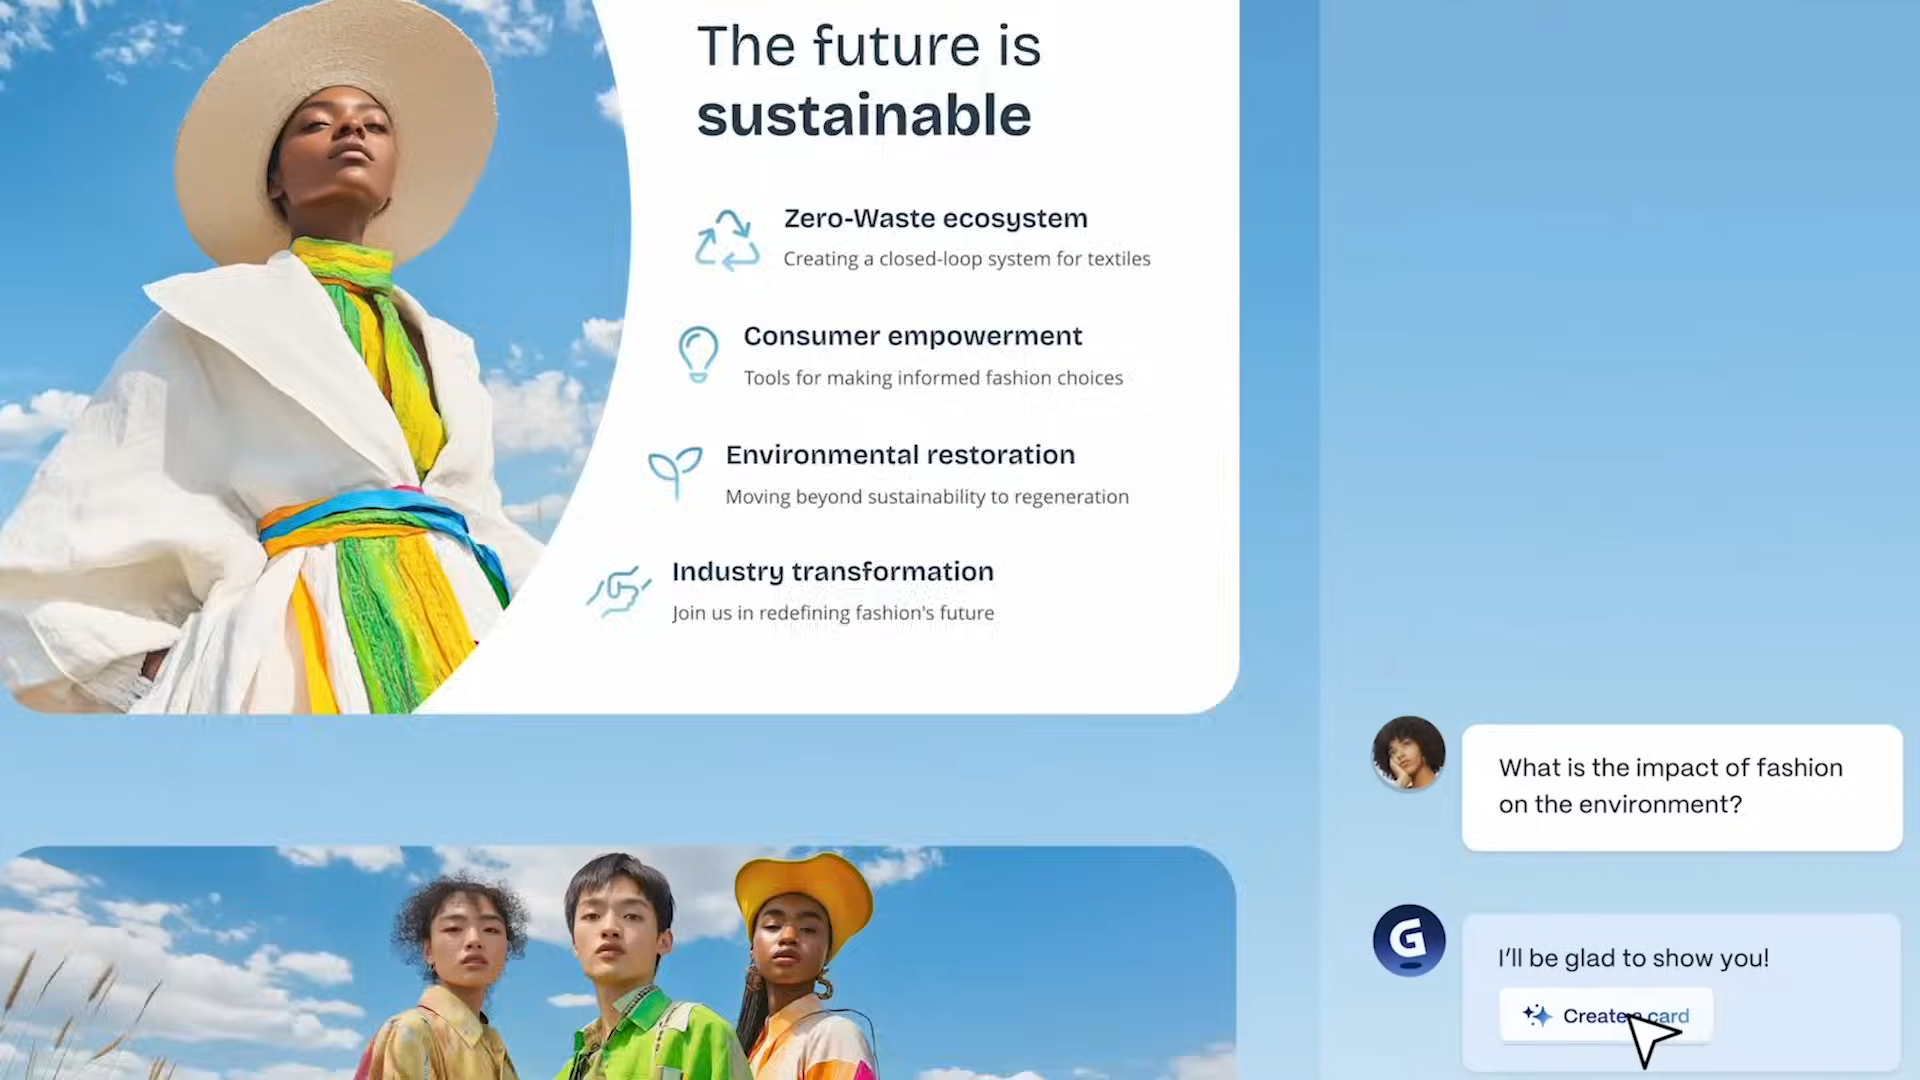 The future is
sustainable
Zero-Waste ecosystem
Creating a closed-loop system for textiles
Consumer empowerment
Tools for making informed fashion choices
Environmental restoration
Moving beyond sustainability to regeneration
Industry transformation
Join us in redefining fashion's future
What is the impact of fashion
on the environment?
G
I'll be glad to show you!
Create a card